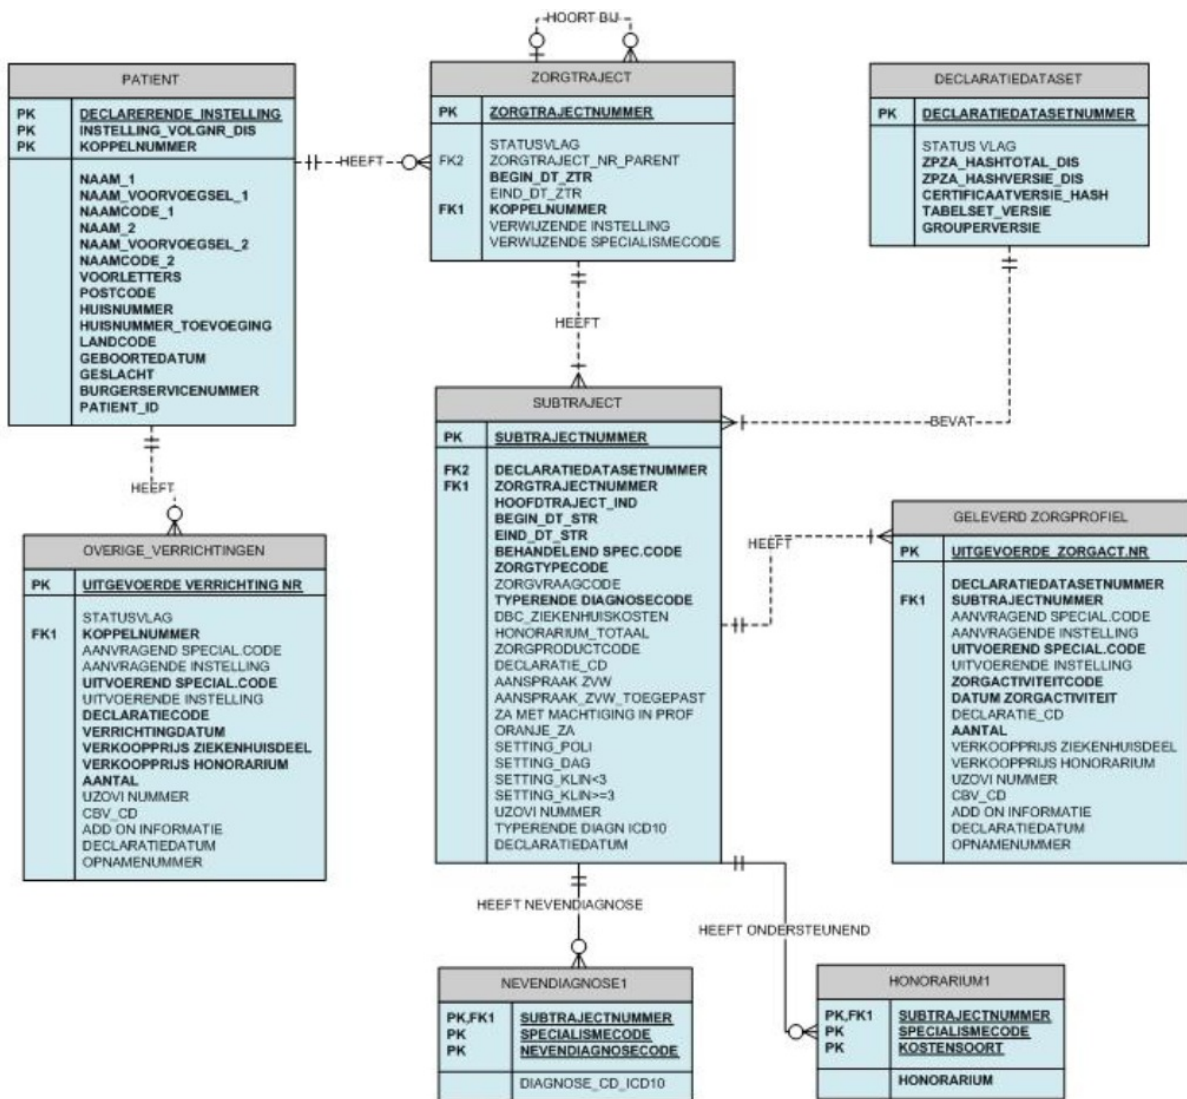 HOORT BIJ
PATIENT
PK DECLARERENDE_INSTELLING
PK INSTELLING_VOLGNR_DIS
PK KOPPELNUMMER
NAAM_1
NAAM_VOORVOEGSEL_1
NAAMCODE_1
NAAM_2
NAAM_VOORVOEGSEL_2
NAAMCODE_2
VOORLETTERS
POSTCODE
HUISNUMMER
HUISNUMMER_TOEVOEGING
LANDCODE
GEBOORTEDATUM
GESLACHT
BURGERSERVICENUMMER
PATIENT_ID
HEEFT
ZORGTRAJECT
PK ZORGTRAJECTNUMMER
STATUSVLAG
FK2 ZORGTRAJECT_NR_PARENT
BEGIN_DT_ZTR
EIND_DT_ZTR
FK1 KOPPELNUMMER
VERWIJZENDE INSTELLING
VERWIJZENDE SPECIALISMECODE
DECLARATIEDATASET
PK DECLARATIEDATASETNUMMER
STATUS VLAG
ZPZA_HASHTOTAL_DIS
ZPZA_HASHVERSIE_DIS
CERTIFICAATVERSIE_HASH
TABELSET_VERSIE
GROUPERVERSIE
HEEFT
BEVAT
HEEFT
OVERIGE_VERRICHTINGEN
PK UITGEVOERDE VERRICHTING NR
STATUSVLAG
FK1 KOPPELNUMMER
AANVRAGEND SPECIAL.CODE
AANVRAGENDE INSTELLING
UITVOEREND SPECIAL.CODE
UITVOERENDE INSTELLING
DECLARATIECODE
VERRICHTINGDATUM
VERKOOPPRIJS ZIEKENHUISDEEL
VERKOOPPRIJS HONORARIUM
AANTAL
UZOVI NUMMER
CBV_CD
ADD ON INFORMATIE
DECLARATIEDATUM
OPNAMENUMMER
SUBTRAJECT
PK SUBTRAJECTNUMMER
FK2 DECLARATIEDATASETNUMMER
FK1 ZORGTRAJECTNUMMER
HOOFDTRAJECT_IND
BEGIN_DT_STR
EIND_DT_STR
BEHANDELEND SPEC.CODE
ZORGTYPECODE
ZORGVRAAGCODE
TYPERENDE DIAGNOSECODE
DBC_ZIEKENHUISKOSTEN
HONORARIUM_TOTAAL
ZORGPRODUCTCODE
DECLARATIE_CD
AANSPRAAK ZVW
AANSPRAAK_ZVW_TOEGEPAST
ZA MET MACHTIGING IN PROF
ORANJE_ZA
SETTING_POLI
SETTING_DAG
SETTING_KLIN<3
SETTING_KLIN>=3
UZOVI NUMMER
TYPERENDE DIAGN ICD10
DECLARATIEDATUM
HEEFT
GELEVERD ZORGPROFIEL
PK UITGEVOERDE_ZORGACT.NR
DECLARATIEDATASETNUMMER
FK1 SUBTRAJECTNUMMER
AANVRAGEND SPECIAL.CODE
AANVRAGENDE INSTELLING
UITVOEREND SPECIAL.CODE
UITVOERENDE INSTELLING
ZORGACTIVITEITCODE
DATUM ZORGACTIVITEIT
DECLARATIE_CD
AANTAL
VERKOOPPRIJS ZIEKENHUISDEEL
VERKOOPPRIJS HONORARIUM
UZOVI NUMMER
CBV_CD
ADD ON INFORMATIE
DECLARATIEDATUM
OPNAMENUMMER
HEEFT NEVENDIAGNOSE
HEEFT ONDERSTEUNEND
NEVENDIAGNOSE1
PK,FK1 SUBTRAJECTNUMMER
PK SPECIALISMECODE
PK NEVENDIAGNOSECODE
DIAGNOSE_CD_ICD10
HONORARIUM1
PK,FK1 SUBTRAJECTNUMMER
PK SPECIALISMECODE
PK KOSTENSOORT
HONORARIUM